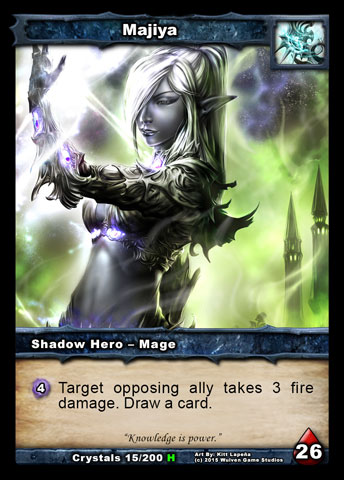 Majiya
Shadow Hero – Mage
4 Target opposing ally takes 3 fire
damage. Draw a card.
"Knowledge is power."
Crystals 15/200 H
Art By: Kitt Lapeña
(c) 2015 Wulven Game Studios
26